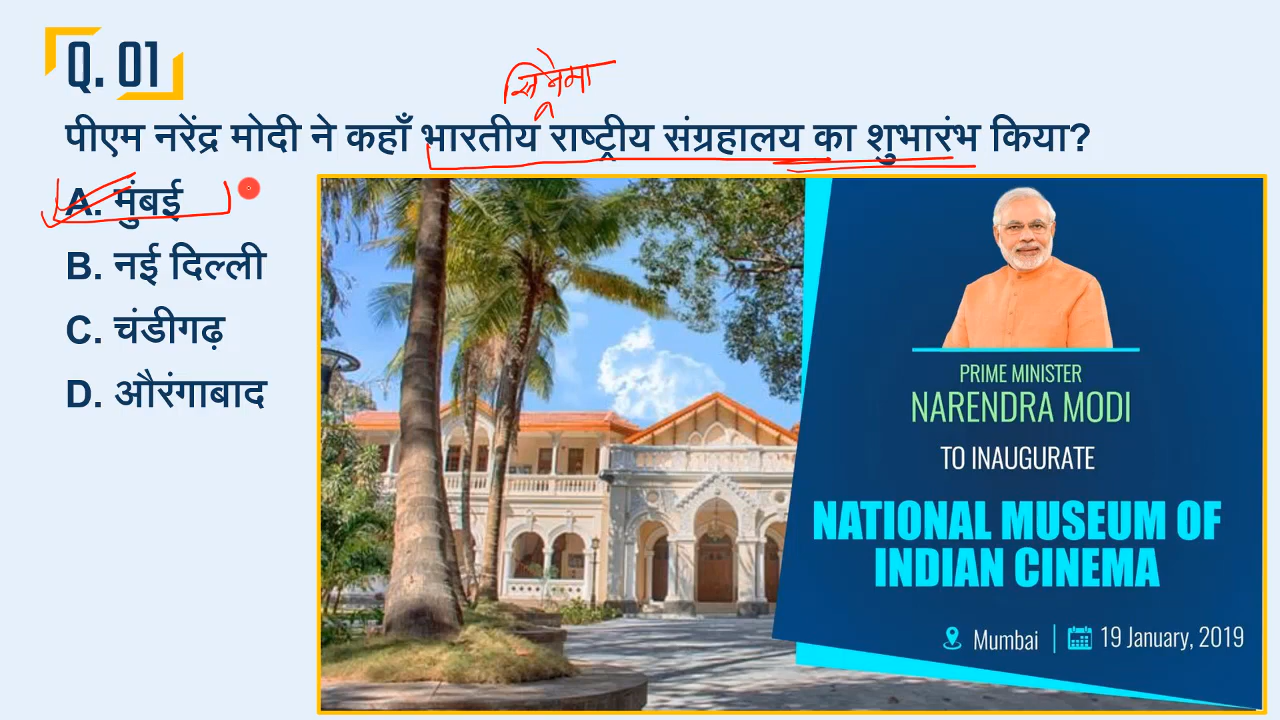 Q. 01
सिनेमा
पीएम नरेंद्र मोदी ने कहाँ भारतीय राष्ट्रीय संग्रहालय का शुभारंभ किया?
A. मुंबई
B. नई दिल्ली
C. चंडीगढ़
D. औरंगाबाद
PRIME MINISTER
NARENDRA MODI
TO INAUGURATE
NATIONAL MUSEUM OF
INDIAN CINEMA
Mumbai
19 January, 2019